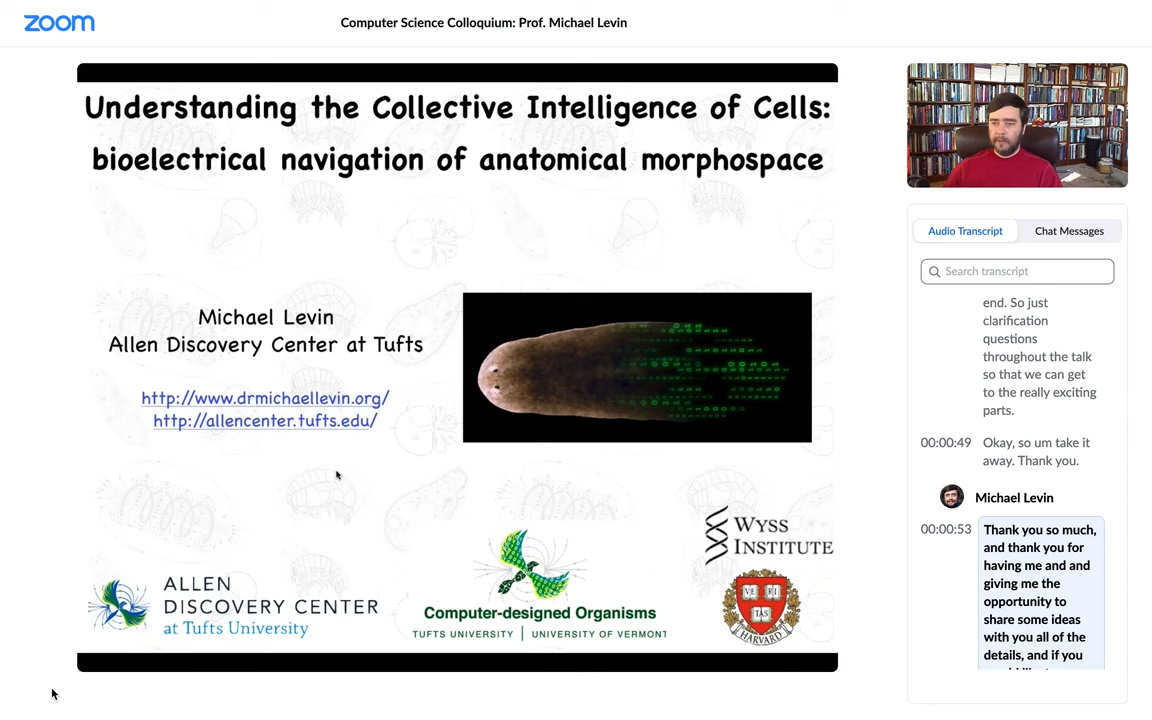 zoom
Computer Science Colloquium: Prof. Michael Levin
Understanding the Collective Intelligence of Cells:
bioelectrical navigation of anatomical morphospace
Michael Levin
Allen Discovery Center at Tufts
http://www.drmichaellevin.org/
http://allencenter.tufts.edu/
WYSS
INSTITUTE
ALLEN
DISCOVERY CENTER
at Tufts University
Computer-designed Organisms
TUFTS UNIVERSITY | UNIVERSITY OF VERMONT
VE RI
TAS
HARVARD
Audio Transcript
Chat Messages
Search transcript
end. So just
clarification
questions
throughout the talk
so that we can get
to the really exciting
parts.
00:00:49 Okay, so um take it
away. Thank you.
Michael Levin
00:00:53 Thank you so much,
and thank you for
having me and and
giving me the
opportunity to
share some ideas
with you all of the
details, and if you